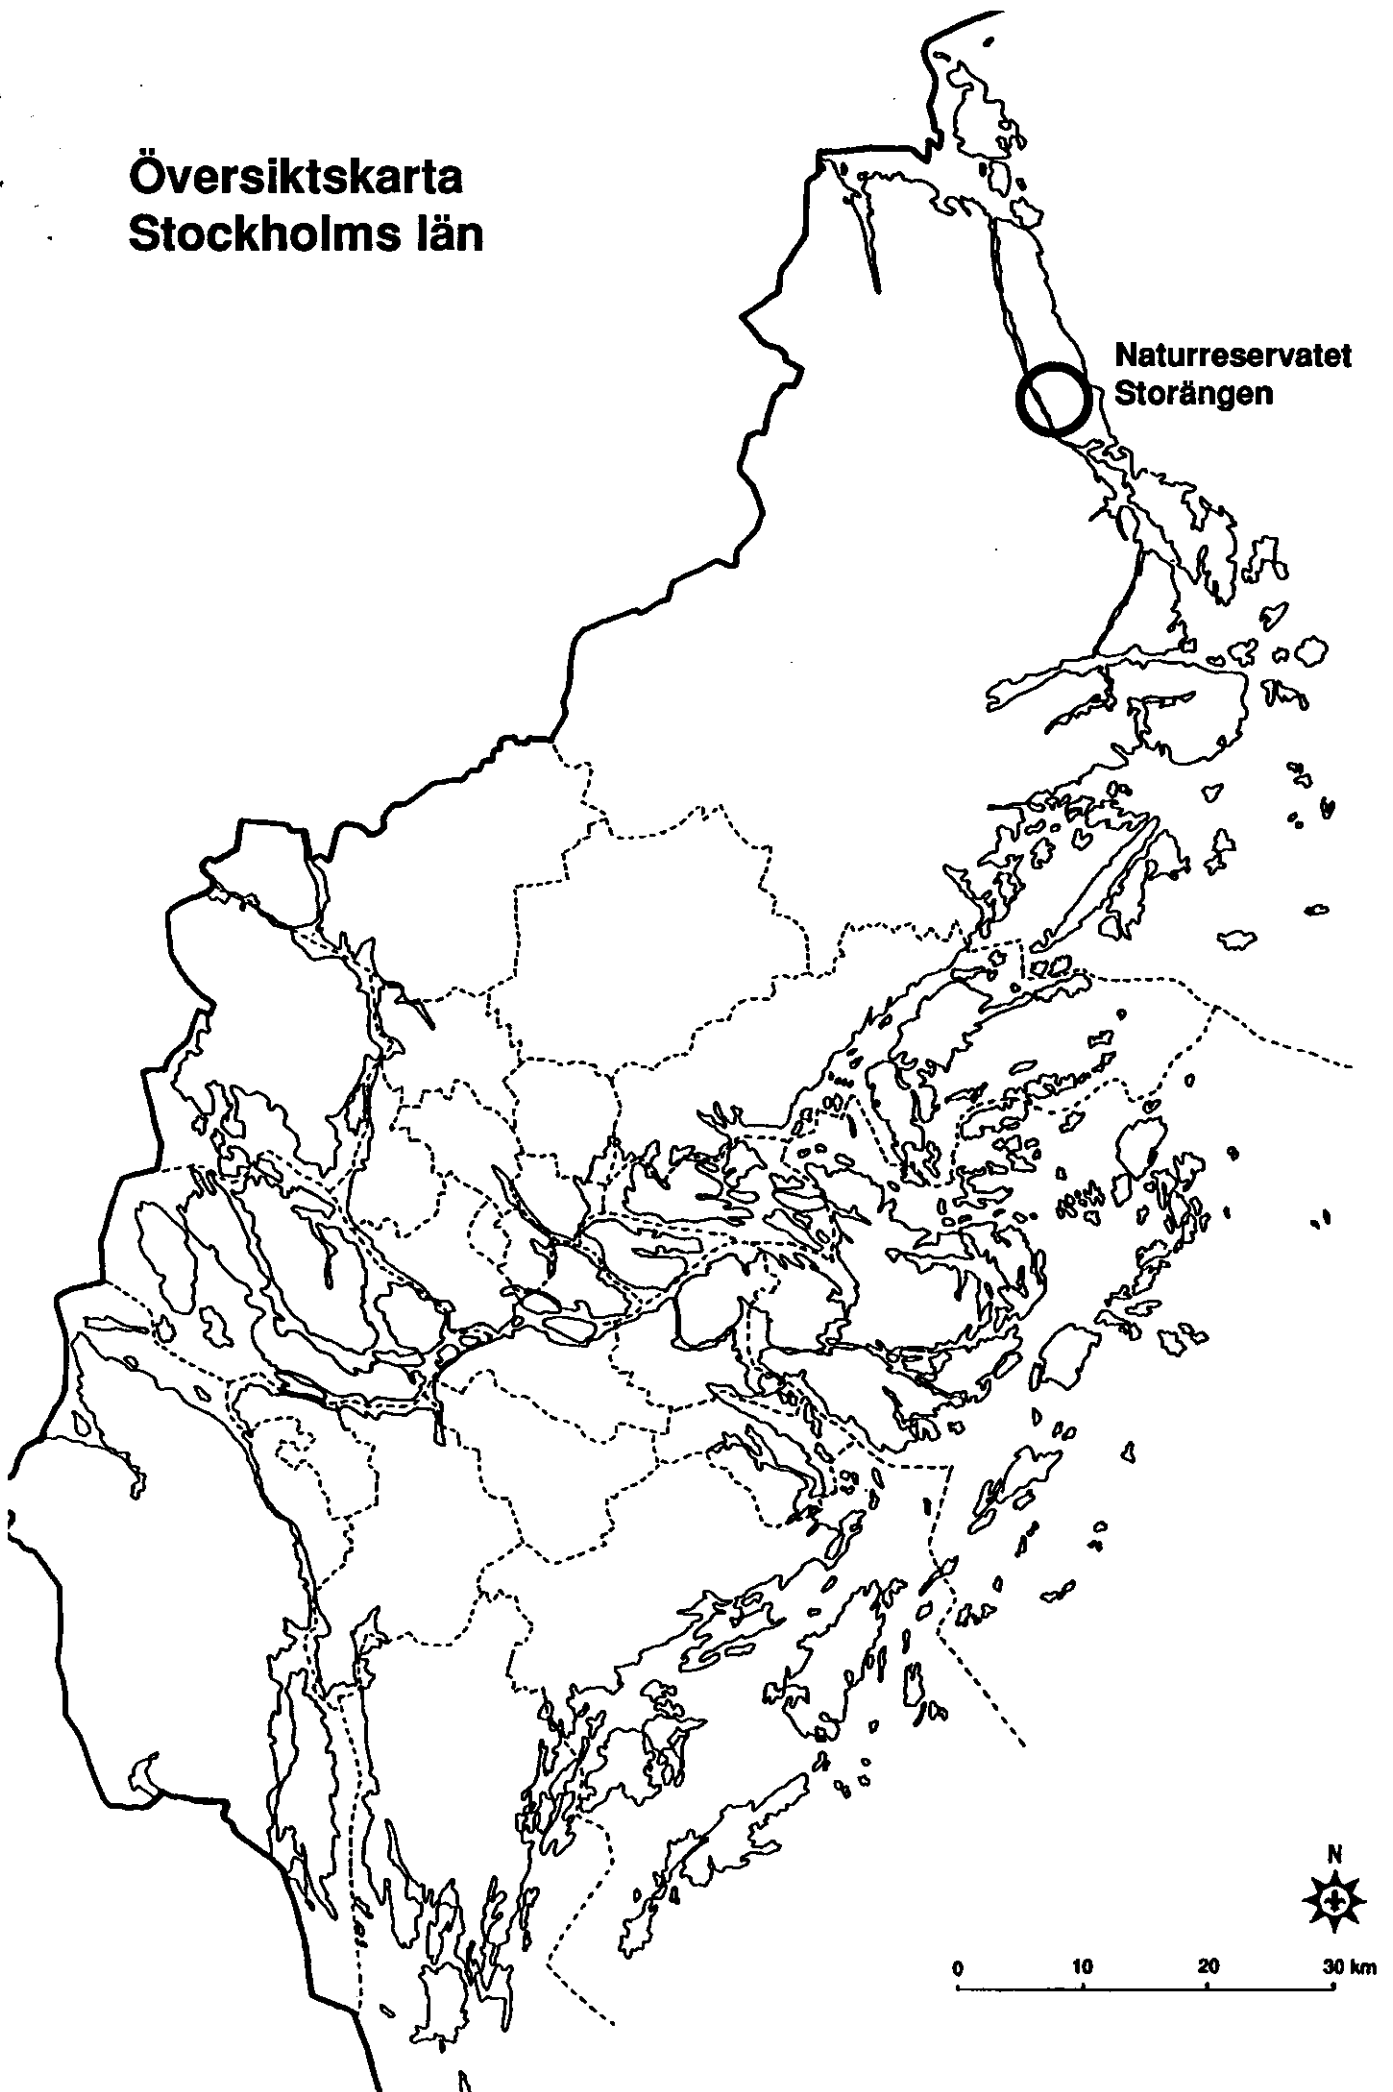 Översiktskarta
Stockholms län
Naturreservatet
Storängen
N
0 10 20 30 km